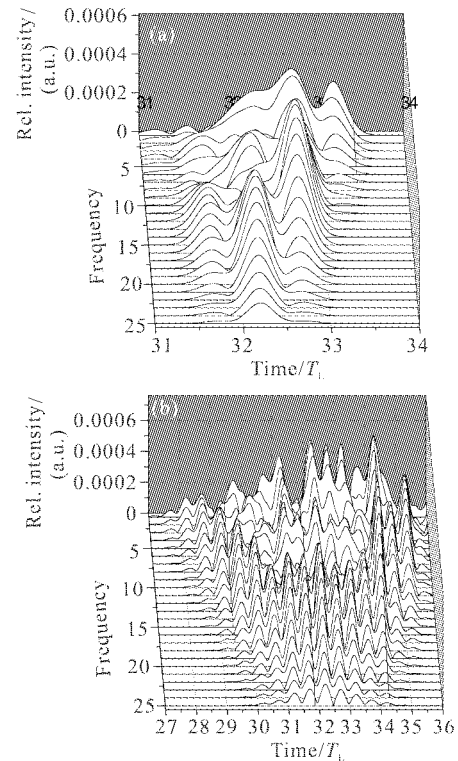 Rel. intensity/
(a.u.)
0.0006
0.0004
0.0002
0
(a)
31
34
5
10
15
20
25
Frequency
31 32 33 34
Time/T_L
Rel. intensity/
(a.u.)
0.0006
0.0004
0.0002
0
(b)
5
10
15
20
25
Frequency
27 28 29 30 31 32 33 34 35 36
Time/T_L